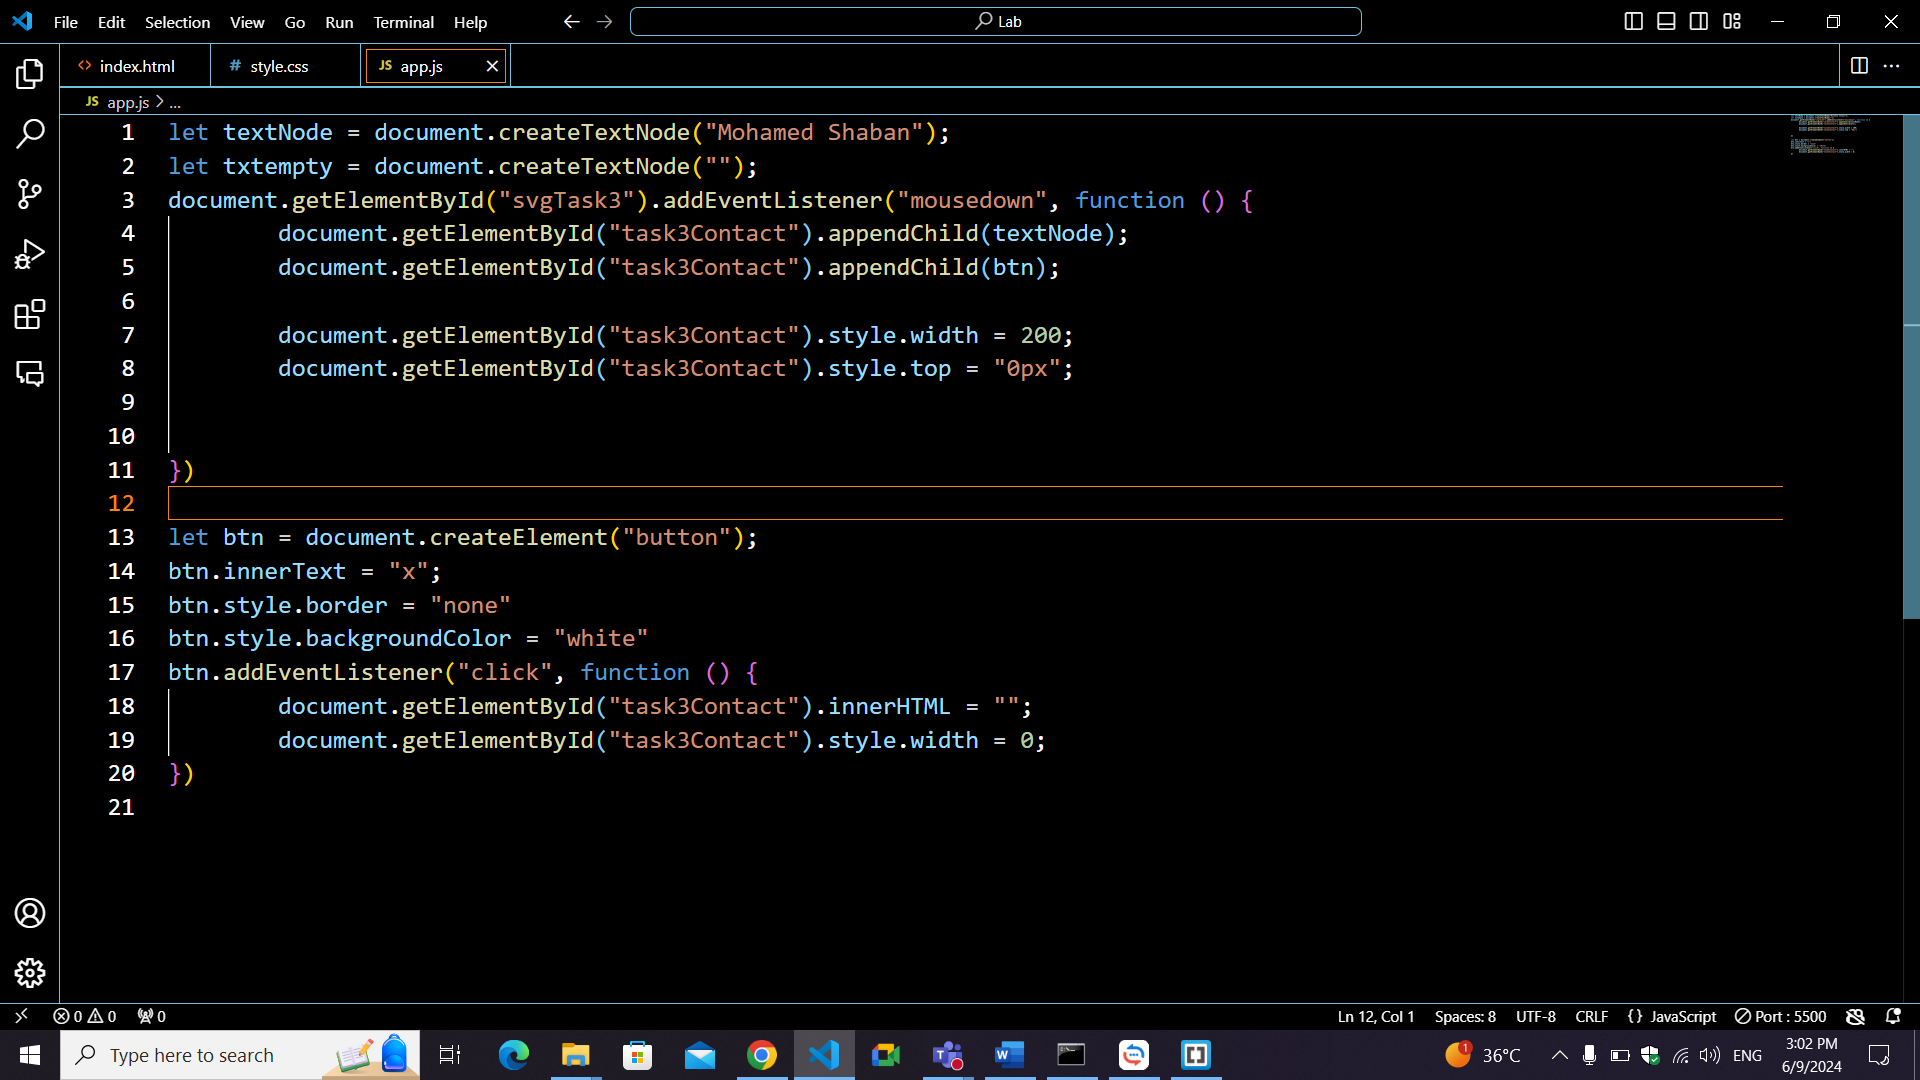 File Edit Selection View Go Run Terminal Help
Lab
index.html style.css JS app.js
JS app.js > ...
1 let textNode = document.createTextNode("Mohamed Shaban");
2 let txtempty = document.createTextNode("");
3 document.getElementById("svgTask3").addEventListener("mousedown", function () {
4 document.getElementById("task3Contact").appendChild(textNode);
5 document.getElementById("task3Contact").appendChild(btn);
6
7 document.getElementById("task3Contact").style.width = 200;
8 document.getElementById("task3Contact").style.top = "0px";
9
10
11 })
12
13 let btn = document.createElement("button");
14 btn.innerText = "x";
15 btn.style.border = "none"
16 btn.style.backgroundColor = "white"
17 btn.addEventListener("click", function () {
18 document.getElementById("task3Contact").innerHTML = "";
19 document.getElementById("task3Contact").style.width = 0;
20 })
21
0 0 0 Ln 12, Col 1 Spaces: 8 UTF-8 CRLF {} JavaScript Port : 5500
Type here to search 1 36°C ENG 3:02 PM
6/9/2024